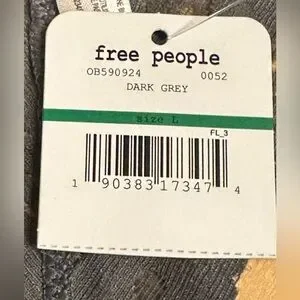 free people
OB590924 0052
DARK GREY
size L
FL_3
1 90383 17347 4